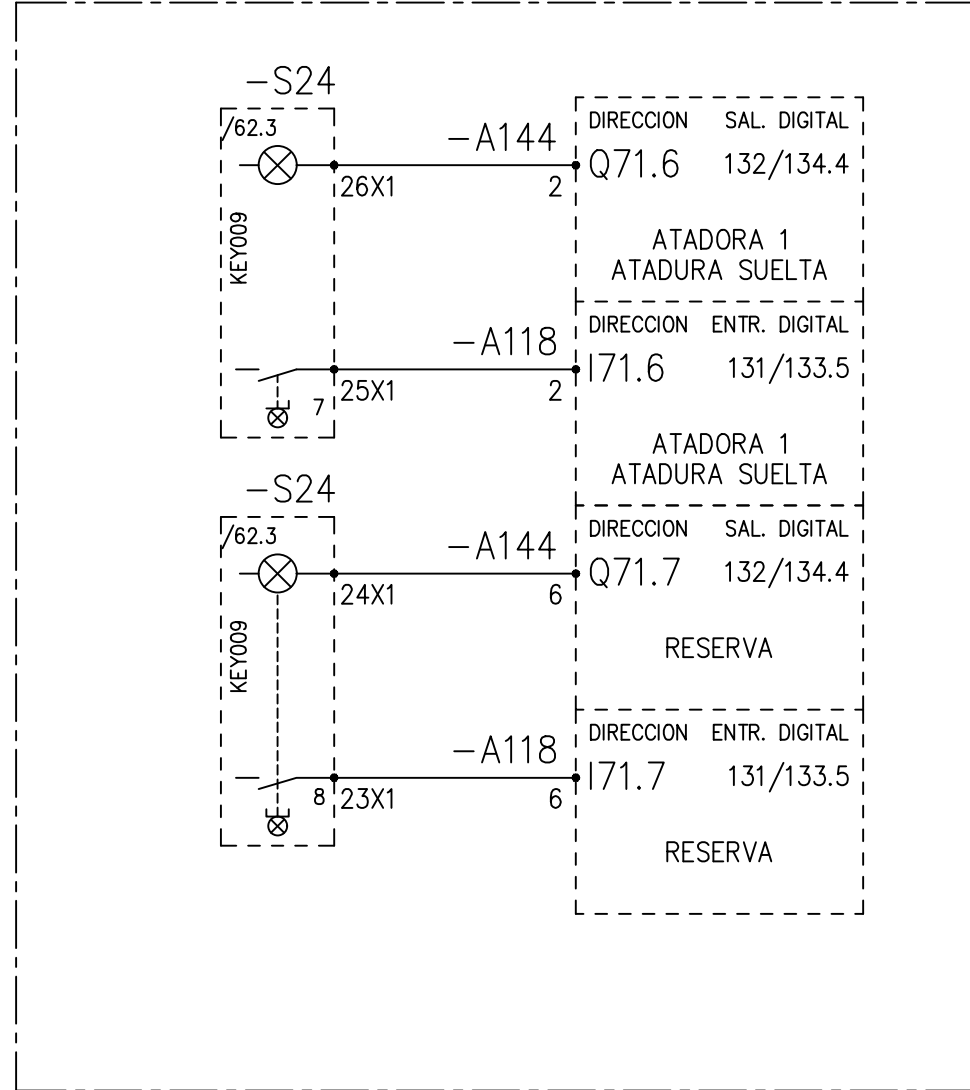 -S24
/62.3
-A144
26X1
2
KEY009
DIRECCION SAL. DIGITAL
Q71.6 132/134.4
ATADORA 1
ATADURA SUELTA
-A118
7
25X1
2
DIRECCION ENTR. DIGITAL
I71.6 131/133.5
ATADORA 1
ATADURA SUELTA
-S24
/62.3
-A144
24X1
6
KEY009
DIRECCION SAL. DIGITAL
Q71.7 132/134.4
RESERVA
-A118
8
23X1
6
DIRECCION ENTR. DIGITAL
I71.7 131/133.5
RESERVA